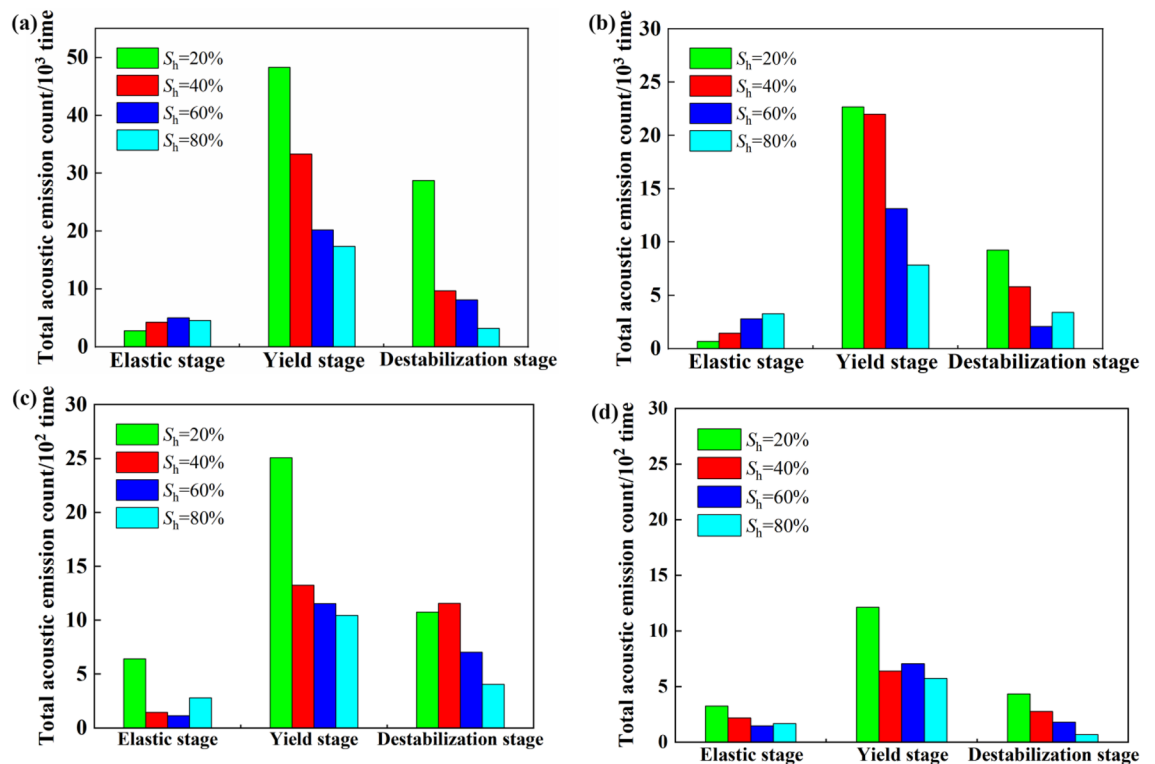 (a)
Total acoustic emission count/10³ time
50
40
30
20
10
0
Sₕ=20%
Sₕ=40%
Sₕ=60%
Sₕ=80%
Elastic stage Yield stage Destabilization stage
(b)
Total acoustic emission count/10³ time
30
25
20
15
10
5
0
Sₕ=20%
Sₕ=40%
Sₕ=60%
Sₕ=80%
Elastic stage Yield stage Destabilization stage
(c)
Total acoustic emission count/10² time
30
25
20
15
10
5
0
Sₕ=20%
Sₕ=40%
Sₕ=60%
Sₕ=80%
Elastic stage Yield stage Destabilization stage
(d)
Total acoustic emission count/10² time
30
25
20
15
10
5
0
Sₕ=20%
Sₕ=40%
Sₕ=60%
Sₕ=80%
Elastic stage Yield stage Destabilization stage